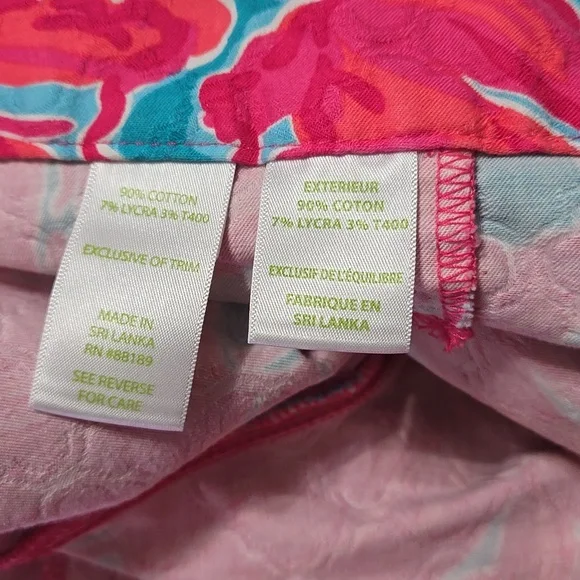 90% COTTON
7% LYCRA 3% T400
EXCLUSIVE OF TRIM
MADE IN
SRI LANKA
RN #88189
SEE REVERSE
FOR CARE
EXTERIEUR
90% COTON
7% LYCRA 3% T400
EXCLUSIF DE L'ÉQUILIBRE
FABRIQUE EN
SRI LANKA